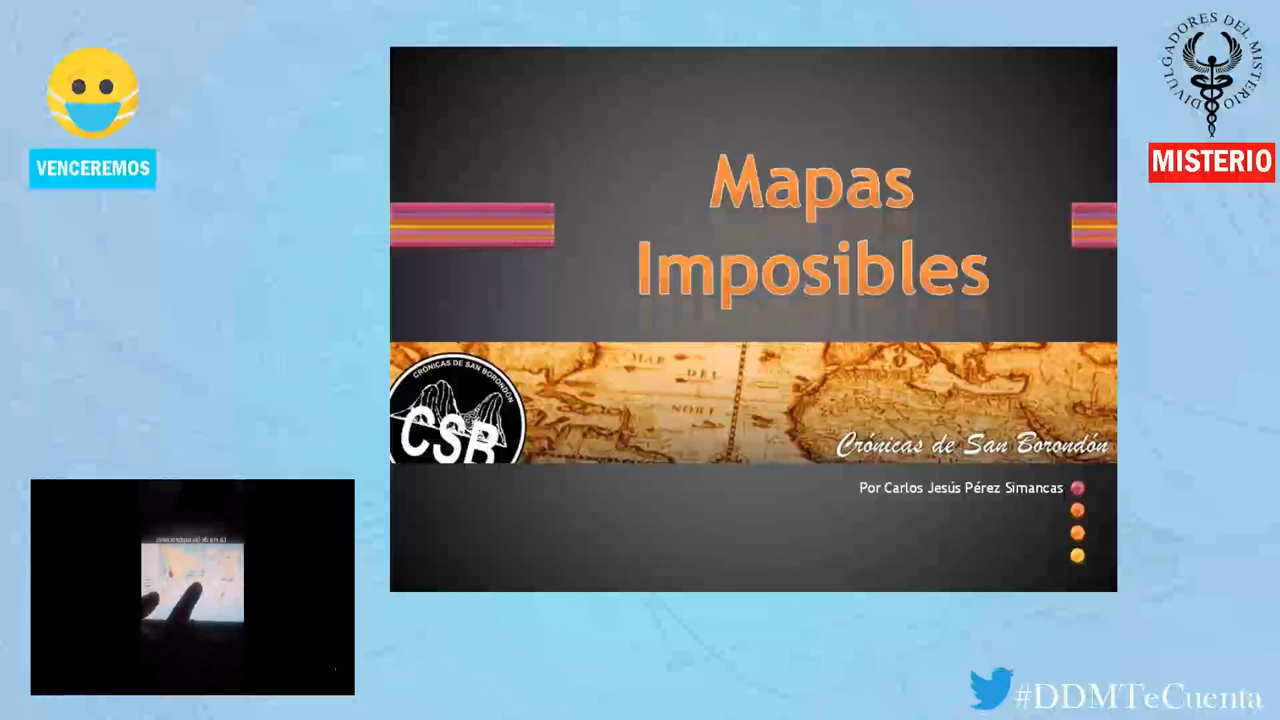 VENCEREMOS
DIVULGADORES DEL MISTERIO
MISTERIO
Mapas
Imposibles
MAR
DEL
NORT
CRÓNICAS DE SAN BORONDÓN
CSB
Crónicas de San Borondón
Por Carlos Jesús Pérez Simancas
#DDMTeCuenta